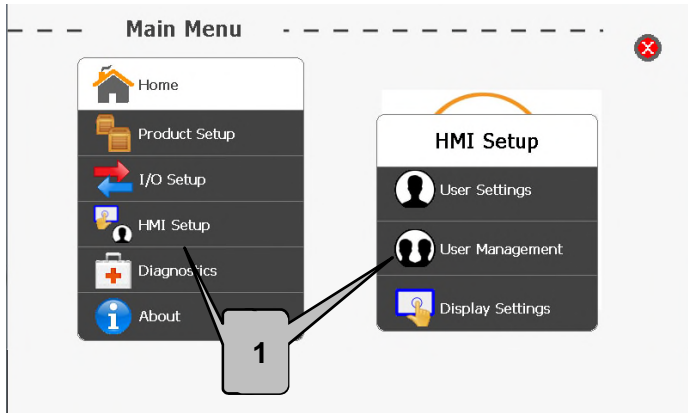 Main Menu
Home
Product Setup
I/O Setup
HMI Setup
Diagnostics
About
HMI Setup
User Settings
User Management
Display Settings
1